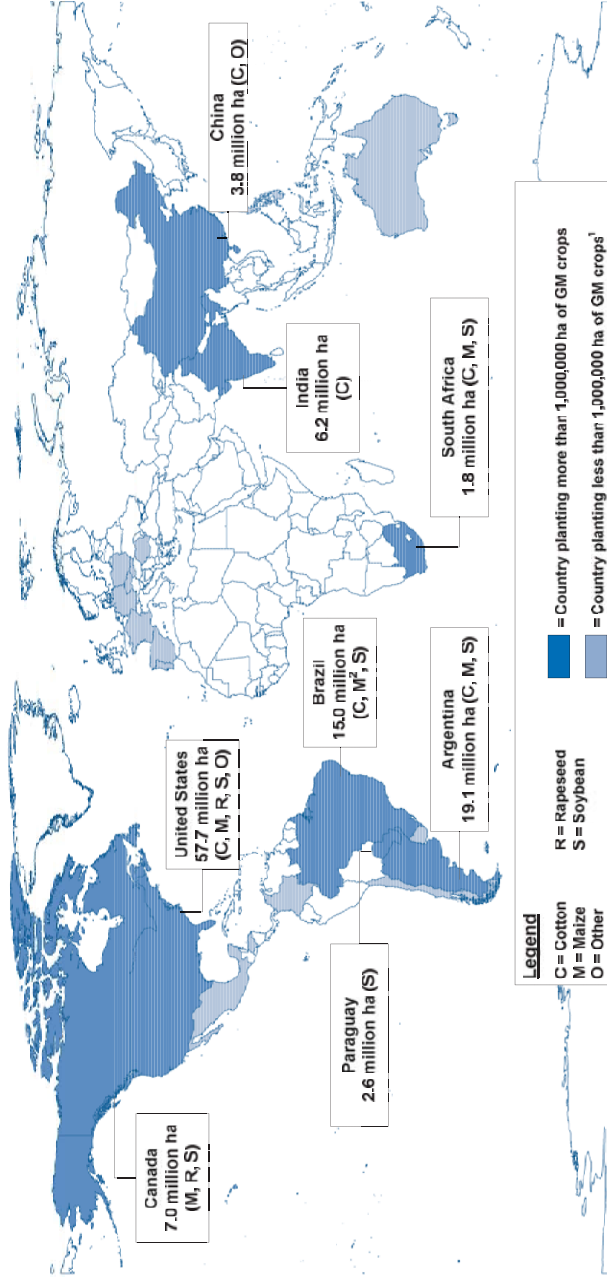 Canada
7.0 million ha
(M, R, S)
United States
57.7 million ha
(C, M, R, S, O)
Paraguay
2.6 million ha (S)
Brazil
15.0 million ha
(C, M², S)
Argentina
19.1 million ha (C, M, S)
India
6.2 million ha
(C)
China
3.8 million ha (C, O)
South Africa
1.8 million ha (C, M, S)
Legend
C = Cotton
M = Maize
O = Other
R = Rapeseed
S = Soybean
= Country planting more than 1,000,000 ha of GM crops
= Country planting less than 1,000,000 ha of GM crops¹